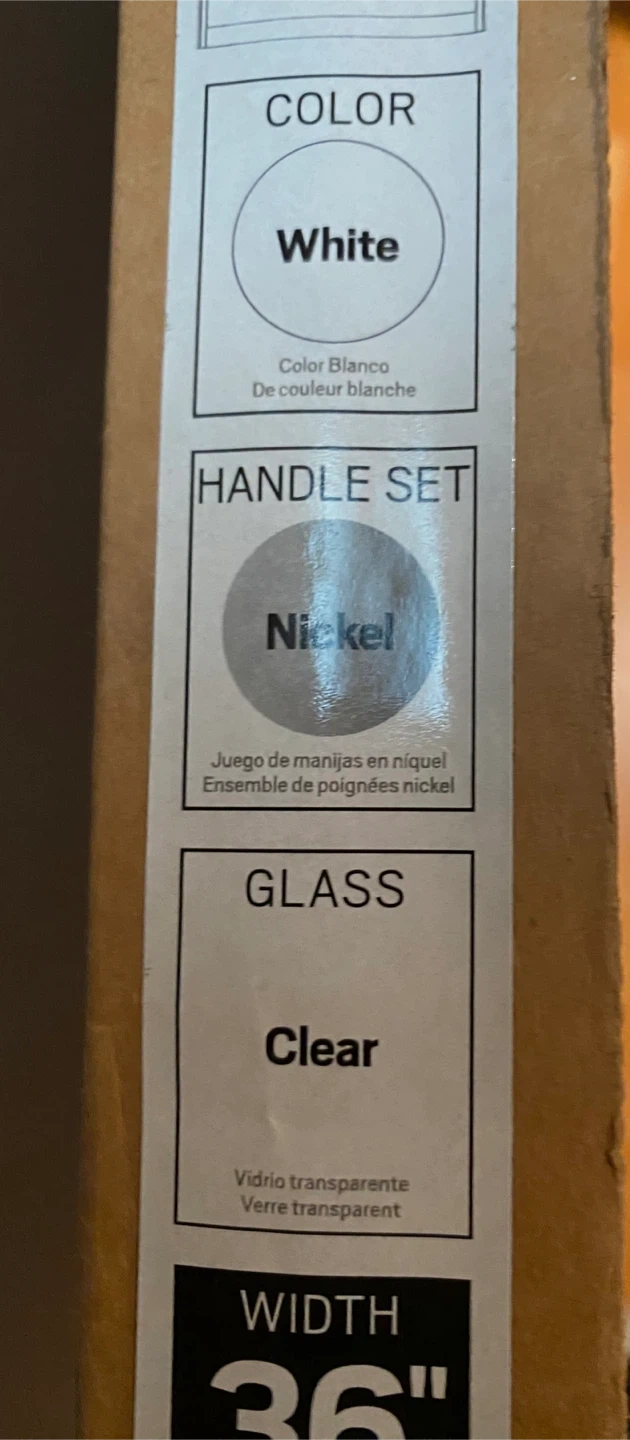 COLOR
White
Color Blanco
De couleur blanche
HANDLE SET
Nickel
Juego de manijas en níquel
Ensemble de poignées nickel
GLASS
Clear
Vidrio transparente
Verre transparent
WIDTH
36"